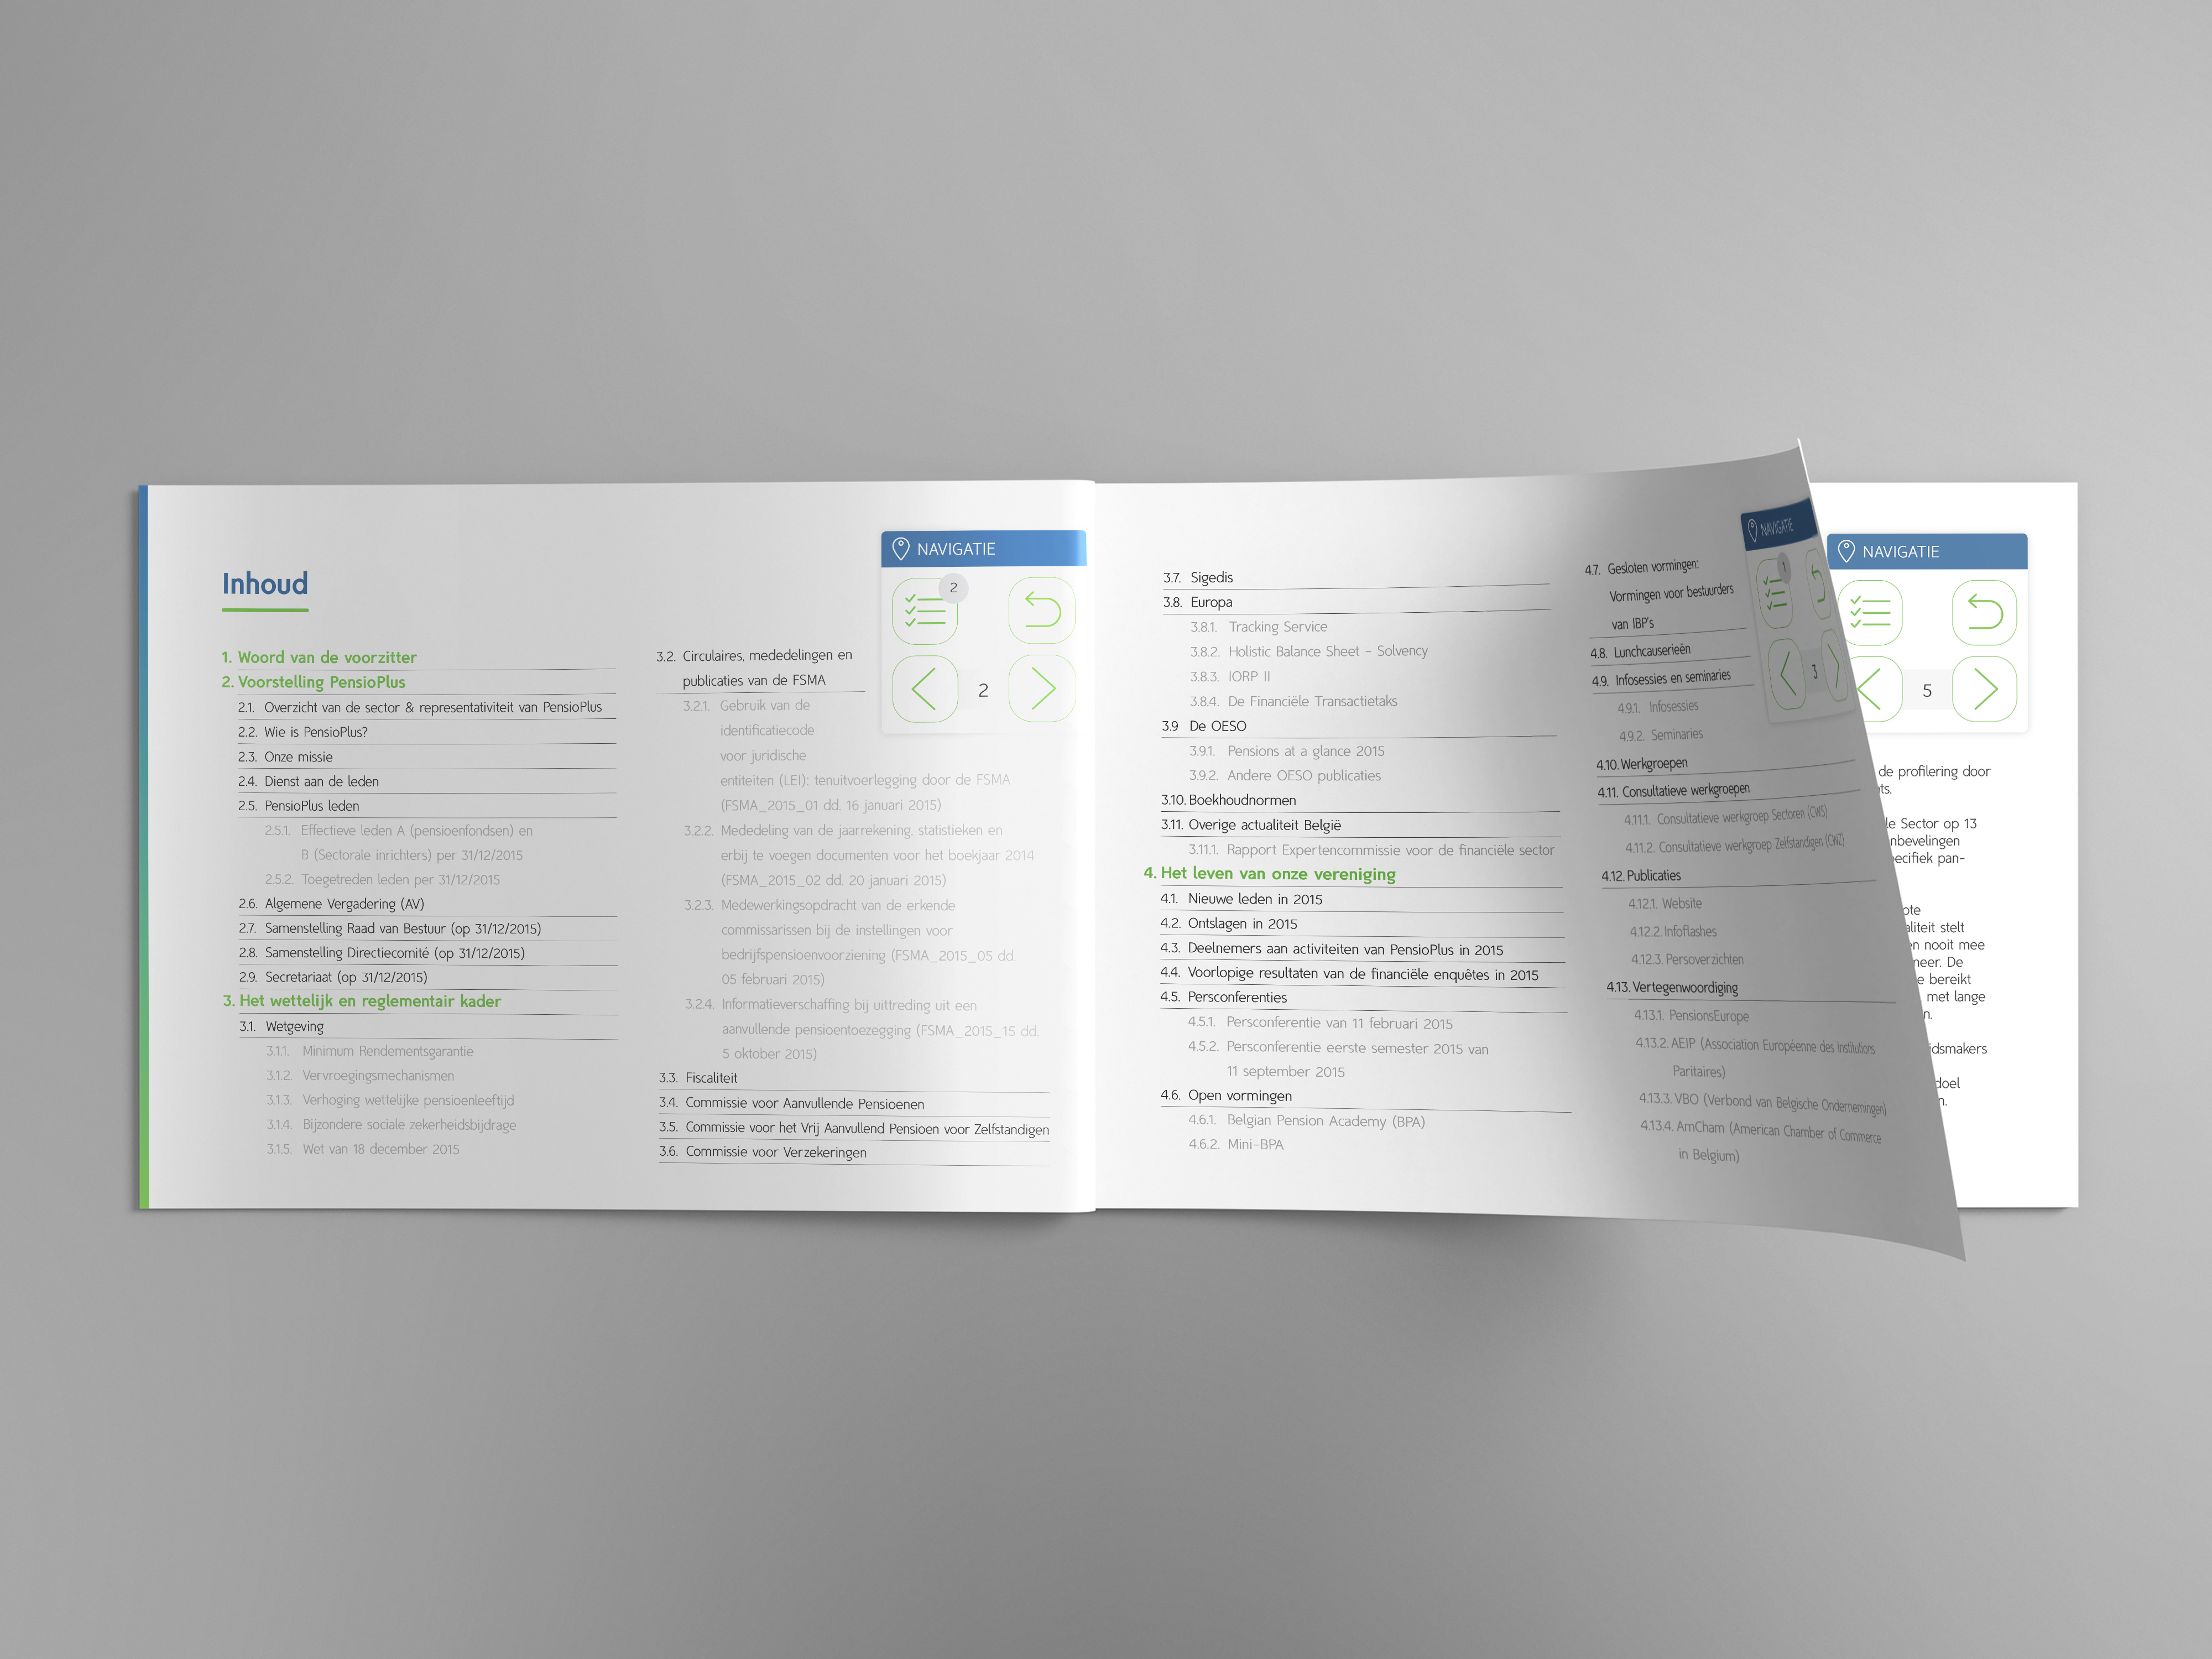 Inhoud
1. Woord van de voorzitter
2. Voorstelling PensioPlus
2.1. Overzicht van de sector & representativiteit van PensioPlus
2.2. Wie is PensioPlus?
2.3. Onze missie
2.4. Dienst aan de leden
2.5. PensioPlus leden
2.5.1. Effectieve leden A (pensioenfondsen) en
B (Sectorale inrichters) per 31/12/2015
2.5.2. Toegetreden leden per 31/12/2015
2.6. Algemene Vergadering (AV)
2.7. Samenstelling Raad van Bestuur (op 31/12/2015)
2.8. Samenstelling Directiecomité (op 31/12/2015)
2.9. Secretariaat (op 31/12/2015)
3. Het wettelijk en reglementair kader
3.1. Wetgeving
3.1.1. Minimum Rendementsgarantie
3.1.2. Vervroegingsmechanismen
3.1.3. Verhoging wettelijke pensioenleeftijd
3.1.4. Bijzondere sociale zekerheidsbijdrage
3.1.5. Wet van 18 december 2015
3.2. Circulaires, mededelingen en
publicaties van de FSMA
3.2.1. Gebruik van de
identificatiecode
voor juridische
entiteiten (LEI): tenuitvoerlegging door de FSMA
(FSMA_2015_01 dd. 16 januari 2015)
3.2.2. Mededeling van de jaarrekening, statistieken en
erbij te voegen documenten voor het boekjaar 2014
(FSMA_2015_02 dd. 20 januari 2015)
3.2.3. Medewerkingsopdracht van de erkende
commissarissen bij de instellingen voor
bedrijfspensioenvoorziening (FSMA_2015_05 dd.
05 februari 2015)
3.2.4. Informatieverschaffing bij uittreding uit een
aanvullende pensioentoezegging (FSMA_2015_15 dd.
5 oktober 2015)
3.3. Fiscaliteit
3.4. Commissie voor Aanvullende Pensioenen
3.5. Commissie voor het Vrij Aanvullend Pensioen voor Zelfstandigen
3.6. Commissie voor Verzekeringen
NAVIGATIE
2
2
3.7. Sigedis
3.8. Europa
3.8.1. Tracking Service
3.8.2. Holistic Balance Sheet - Solvency
3.8.3. IORP II
3.8.4. De Financiële Transactietaks
3.9 De OESO
3.9.1. Pensions at a glance 2015
3.9.2. Andere OESO publicaties
3.10. Boekhoudnormen
3.11. Overige actualiteit België
3.11.1. Rapport Expertencommissie voor de financiële sector
4. Het leven van onze vereniging
4.1. Nieuwe leden in 2015
4.2. Ontslagen in 2015
4.3. Deelnemers aan activiteiten van PensioPlus in 2015
4.4. Voorlopige resultaten van de financiële enquêtes in 2015
4.5. Persconferenties
4.5.1. Persconferentie van 11 februari 2015
4.5.2. Persconferentie eerste semester 2015 van
11 september 2015
4.6. Open vormingen
4.6.1. Belgian Pension Academy (BPA)
4.6.2. Mini-BPA
4.7. Gesloten vormingen:
Vormingen voor bestuurders
van IBP's
4.8. Lunchcauserieën
4.9. Infosessies en seminaries
4.9.1. Infosessies
4.9.2. Seminaries
4.10. Werkgroepen
4.11. Consultatieve werkgroepen
4.11.1. Consultatieve werkgroep Sectoren (CWS)
4.11.2. Consultatieve werkgroep Zelfstandigen (CWZ)
4.12. Publicaties
4.12.1. Website
4.12.2. Infoflashes
4.12.3. Persoverzichten
4.13. Vertegenwoordiging
4.13.1. PensionsEurope
4.13.2. AEIP (Association Européenne des Institutions
Paritaires)
4.13.3. VBO (Verbond van Belgische Ondernemingen)
4.13.4. AmCham (American Chamber of Commerce
in Belgium)
NAVIGATIE
1
3
NAVIGATIE
5
de profilering door
Sector op 13
stelt
nooit mee
De
bereikt
met lange